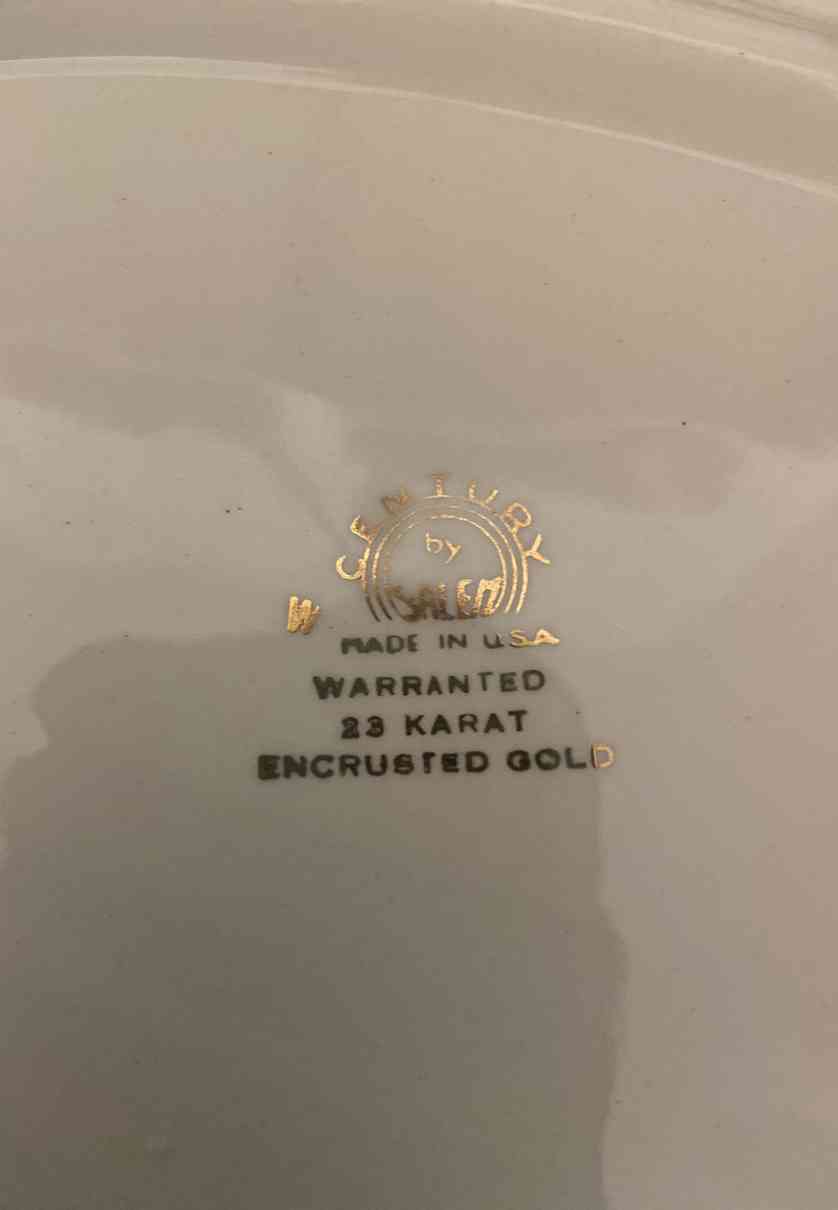 CENTURY
by
SALEM
W
MADE IN USA
WARRANTED
23 KARAT
ENCRUSTED GOLD